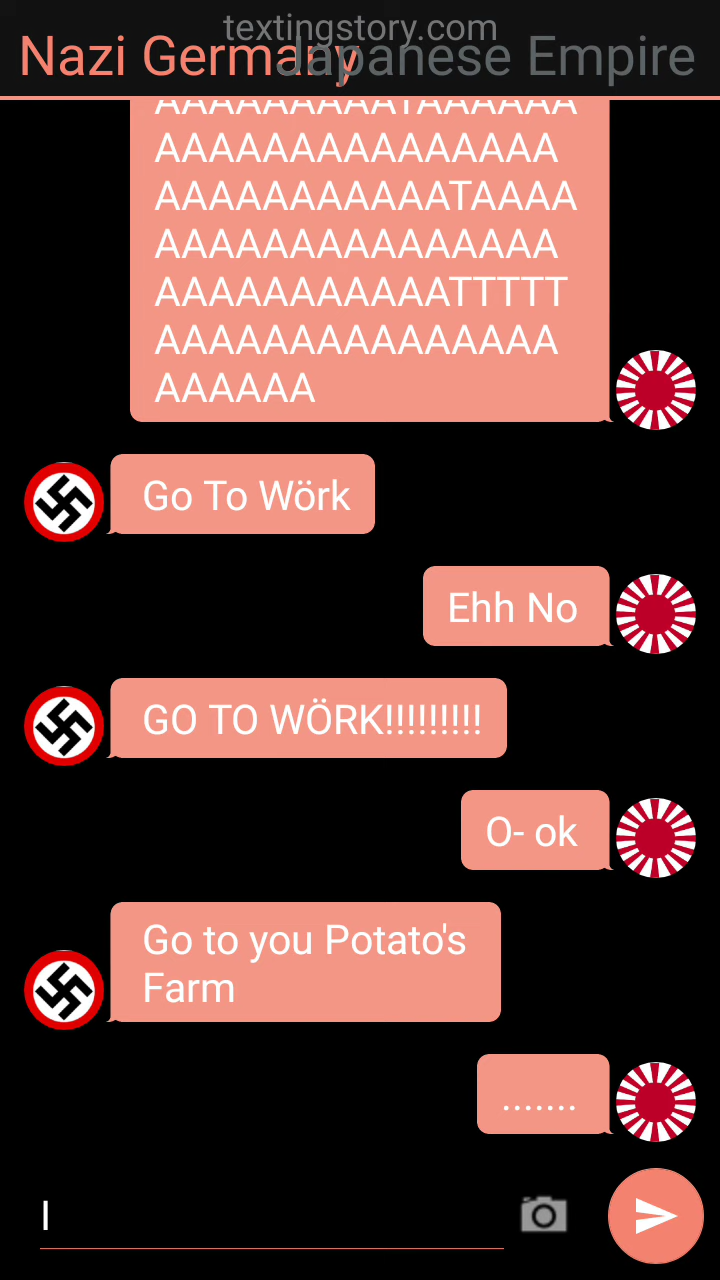 textingstory.com
Nazi Germany
Japanese Empire
AAAAAAAAAATAAAAAA
AAAAAAAAAAAAAAA
AAAAAAAAAAATAAAA
AAAAAAAAAAAAAAA
AAAAAAAAAAATTTTT
AAAAAAAAAAAAAAA
AAAAAA
Go To Wörk
Ehh No
GO TO WÖRK!!!!!!!!!
O- ok
Go to you Potato's
Farm
.......